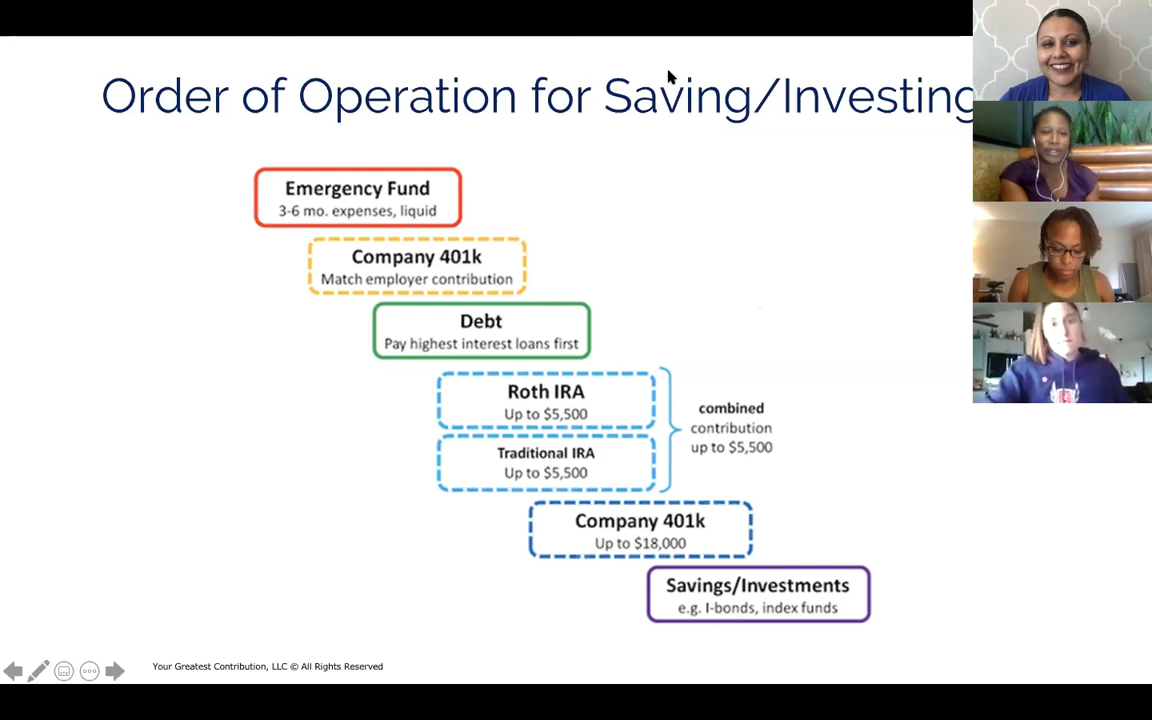 Order of Operation for Saving/Investing
Emergency Fund
3-6 mo. expenses, liquid
Company 401k
Match employer contribution
Debt
Pay highest interest loans first
Roth IRA
Up to $5,500
Traditional IRA
Up to $5,500
combined
contribution
up to $5,500
Company 401k
Up to $18,000
Savings/Investments
e.g. I-bonds, index funds
Your Greatest Contribution, LLC © All Rights Reserved